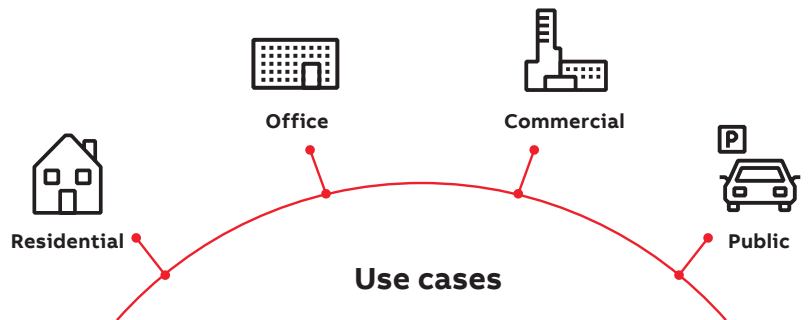 Office
Commercial
P
Residential
Public
Use cases